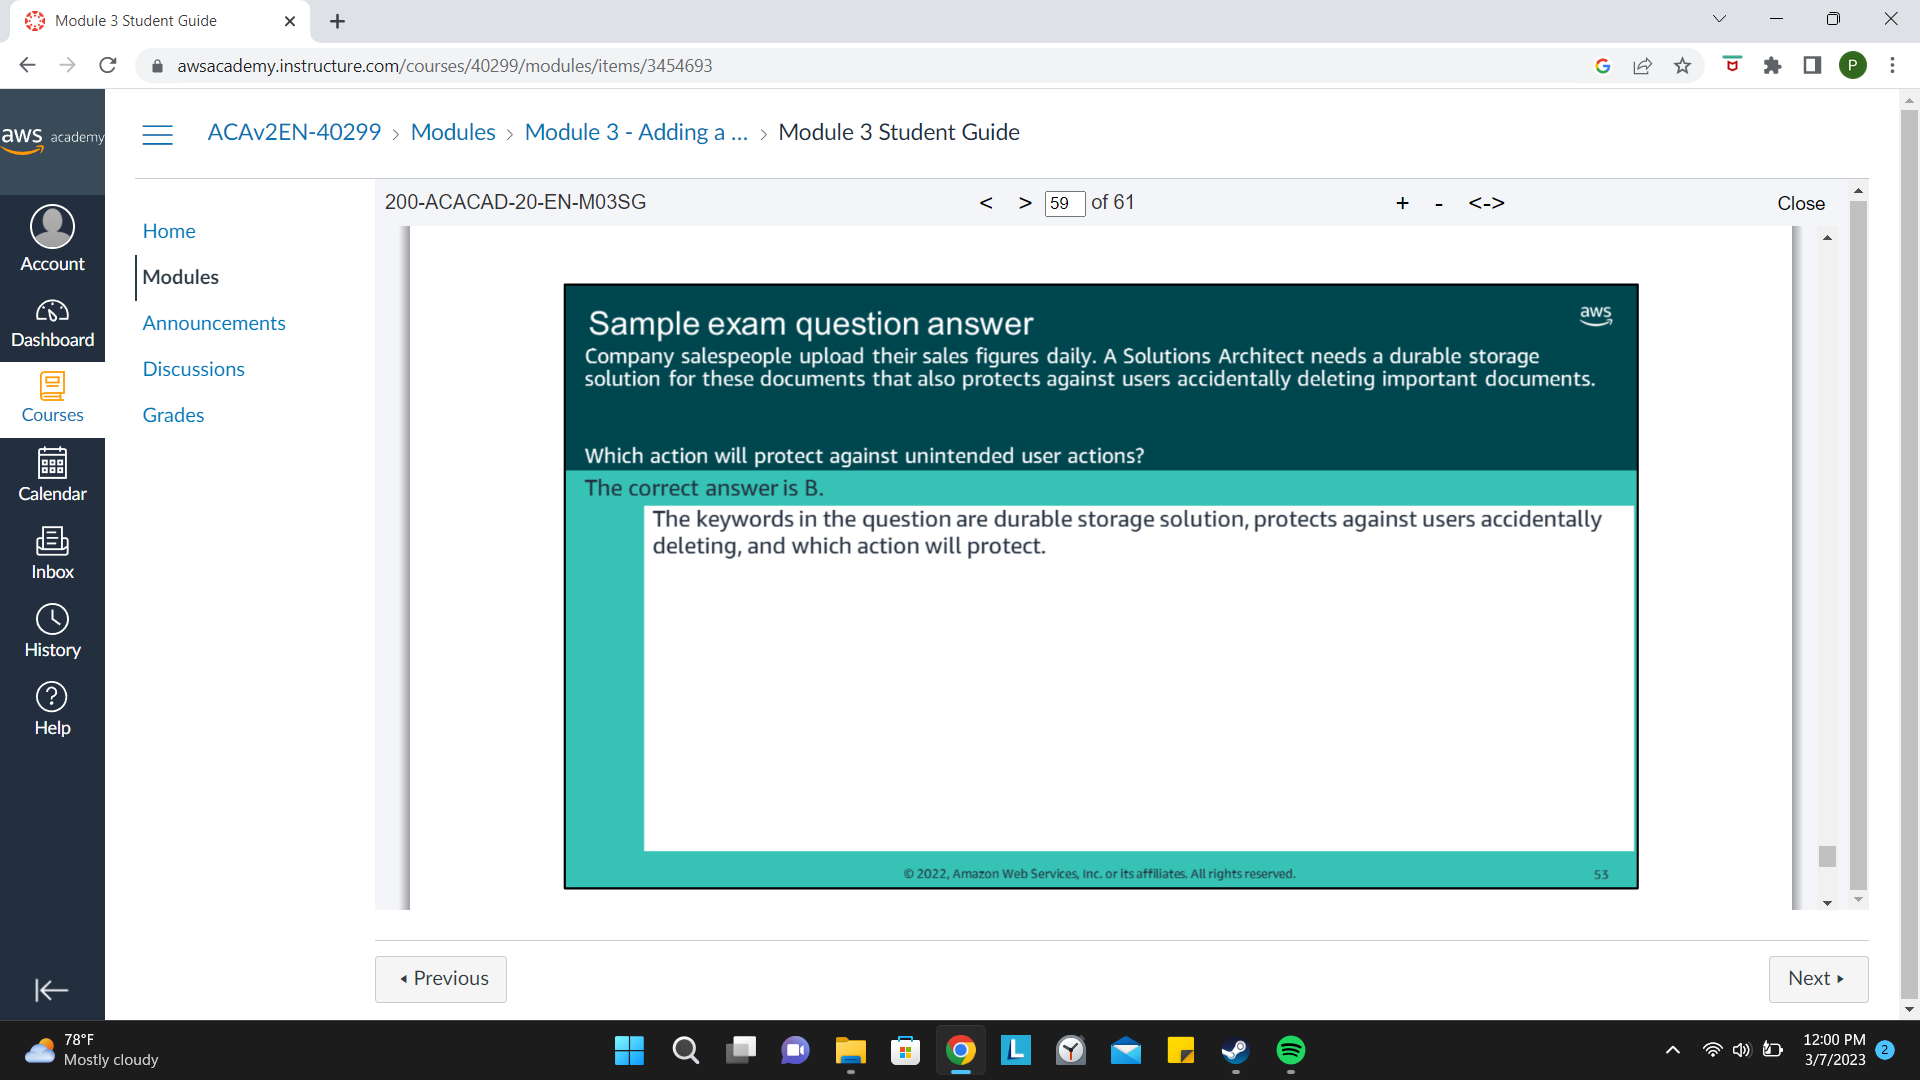 Module 3 Student Guide
awsacademy.instructure.com/courses/40299/modules/items/3454693
P
aws academy
ACAv2EN-40299 > Modules > Module 3 - Adding a ... > Module 3 Student Guide
200-ACACAD-20-EN-M03SG
< > 59 of 61
+ - <->
Close
Account
Dashboard
Courses
Calendar
Inbox
History
Help
Home
Modules
Announcements
Discussions
Grades
aws
Sample exam question answer
Company salespeople upload their sales figures daily. A Solutions Architect needs a durable storage
solution for these documents that also protects against users accidentally deleting important documents.
Which action will protect against unintended user actions?
The correct answer is B.
The keywords in the question are durable storage solution, protects against users accidentally
deleting, and which action will protect.
© 2022, Amazon Web Services, Inc. or its affiliates. All rights reserved.
53
Previous
Next
78°F
Mostly cloudy
L
12:00 PM
3/7/2023
2